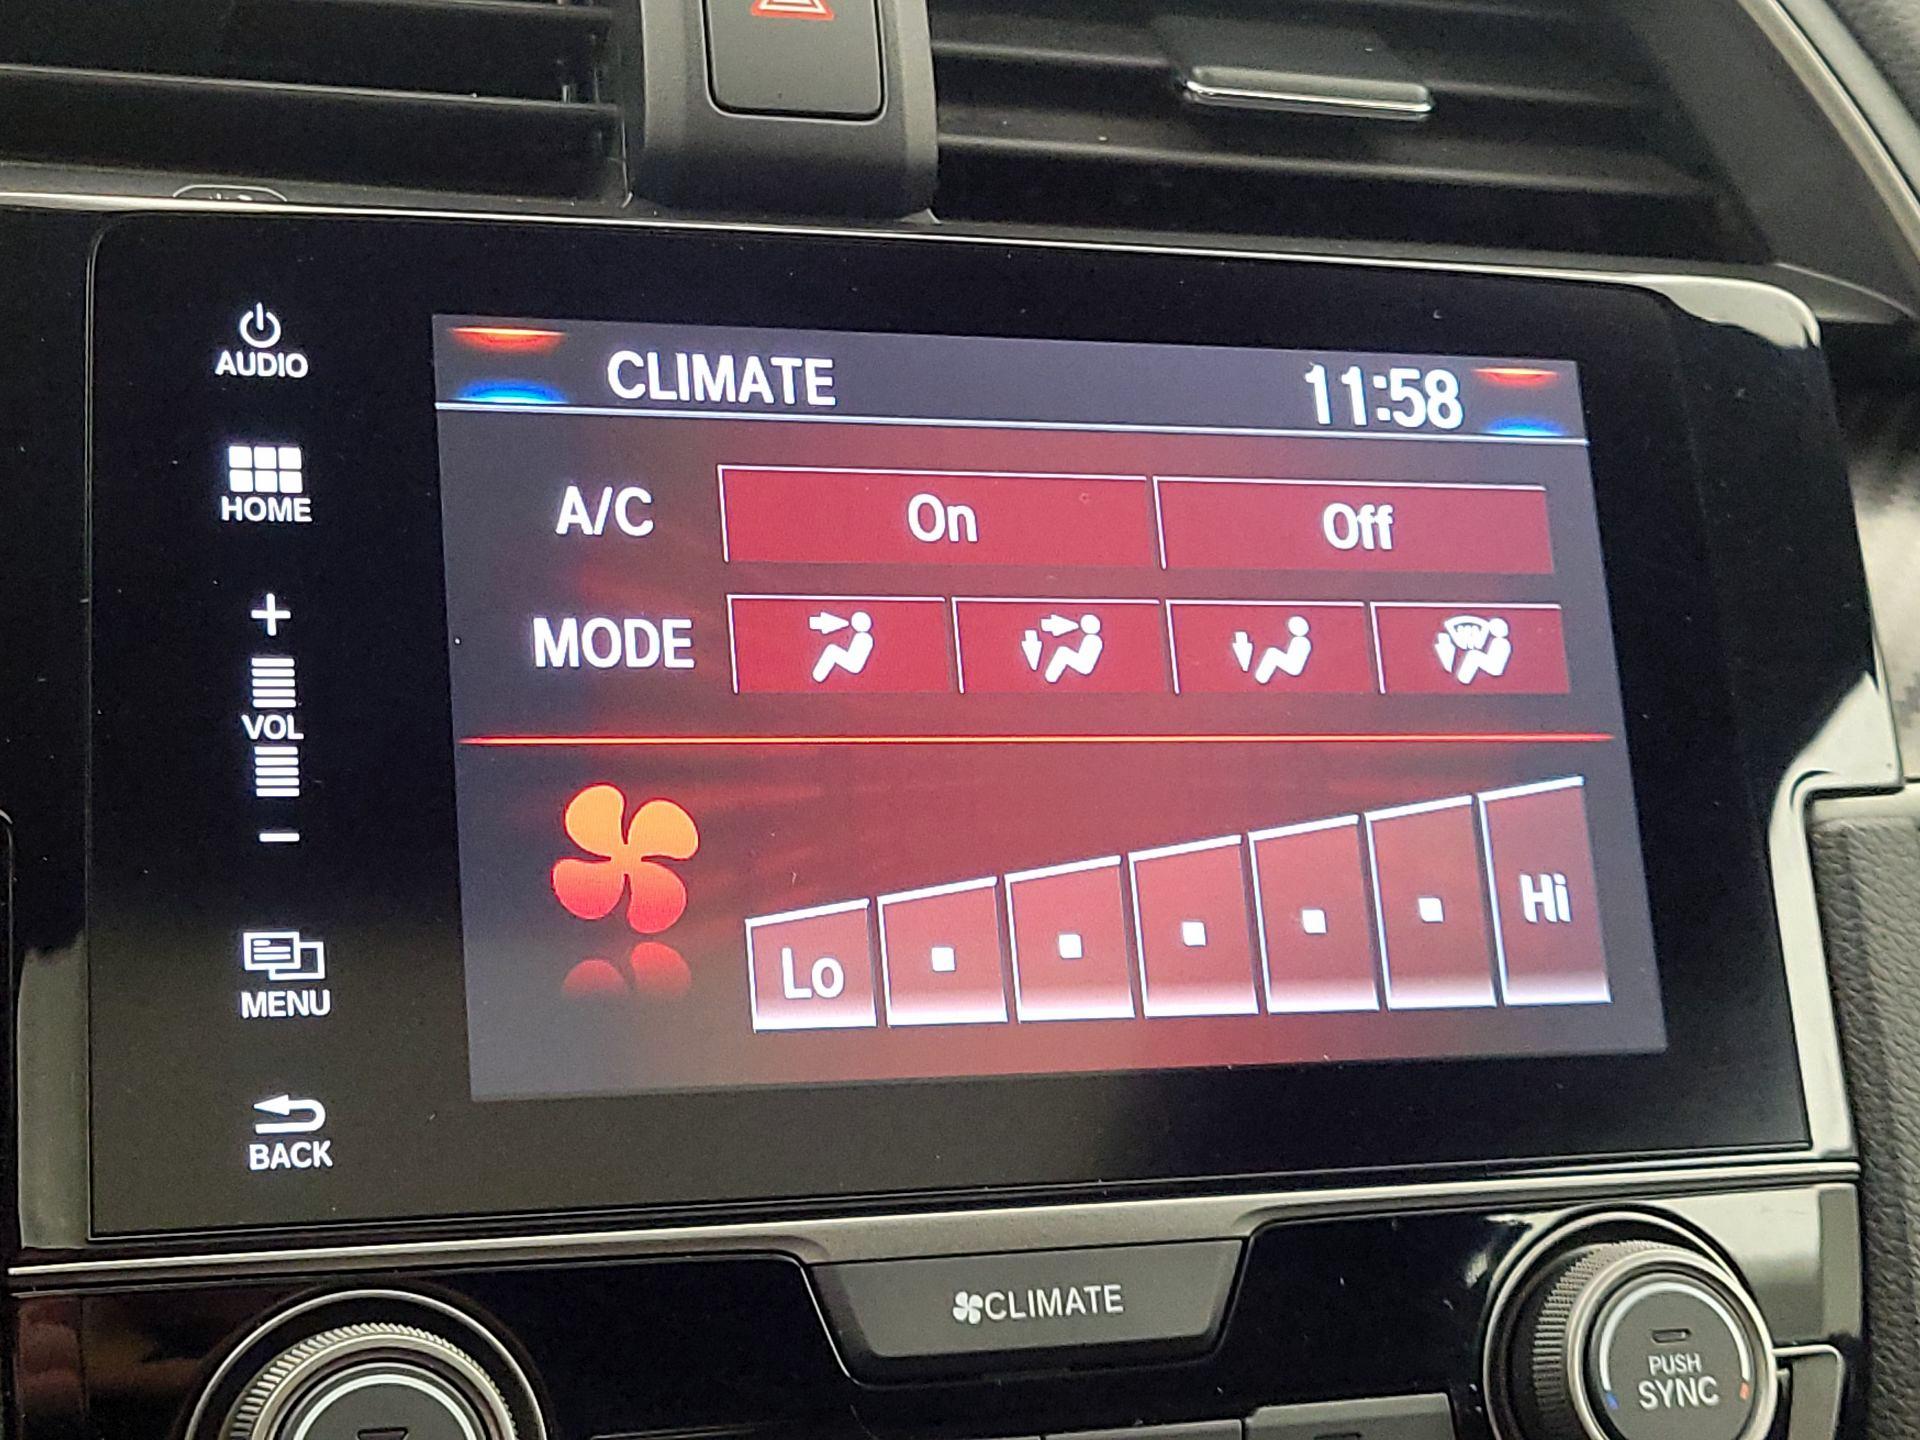 AUDIO
HOME
+
VOL
−
MENU
BACK
CLIMATE 11:58
A/C On Off
MODE
Lo Hi
CLIMATE
PUSH
SYNC